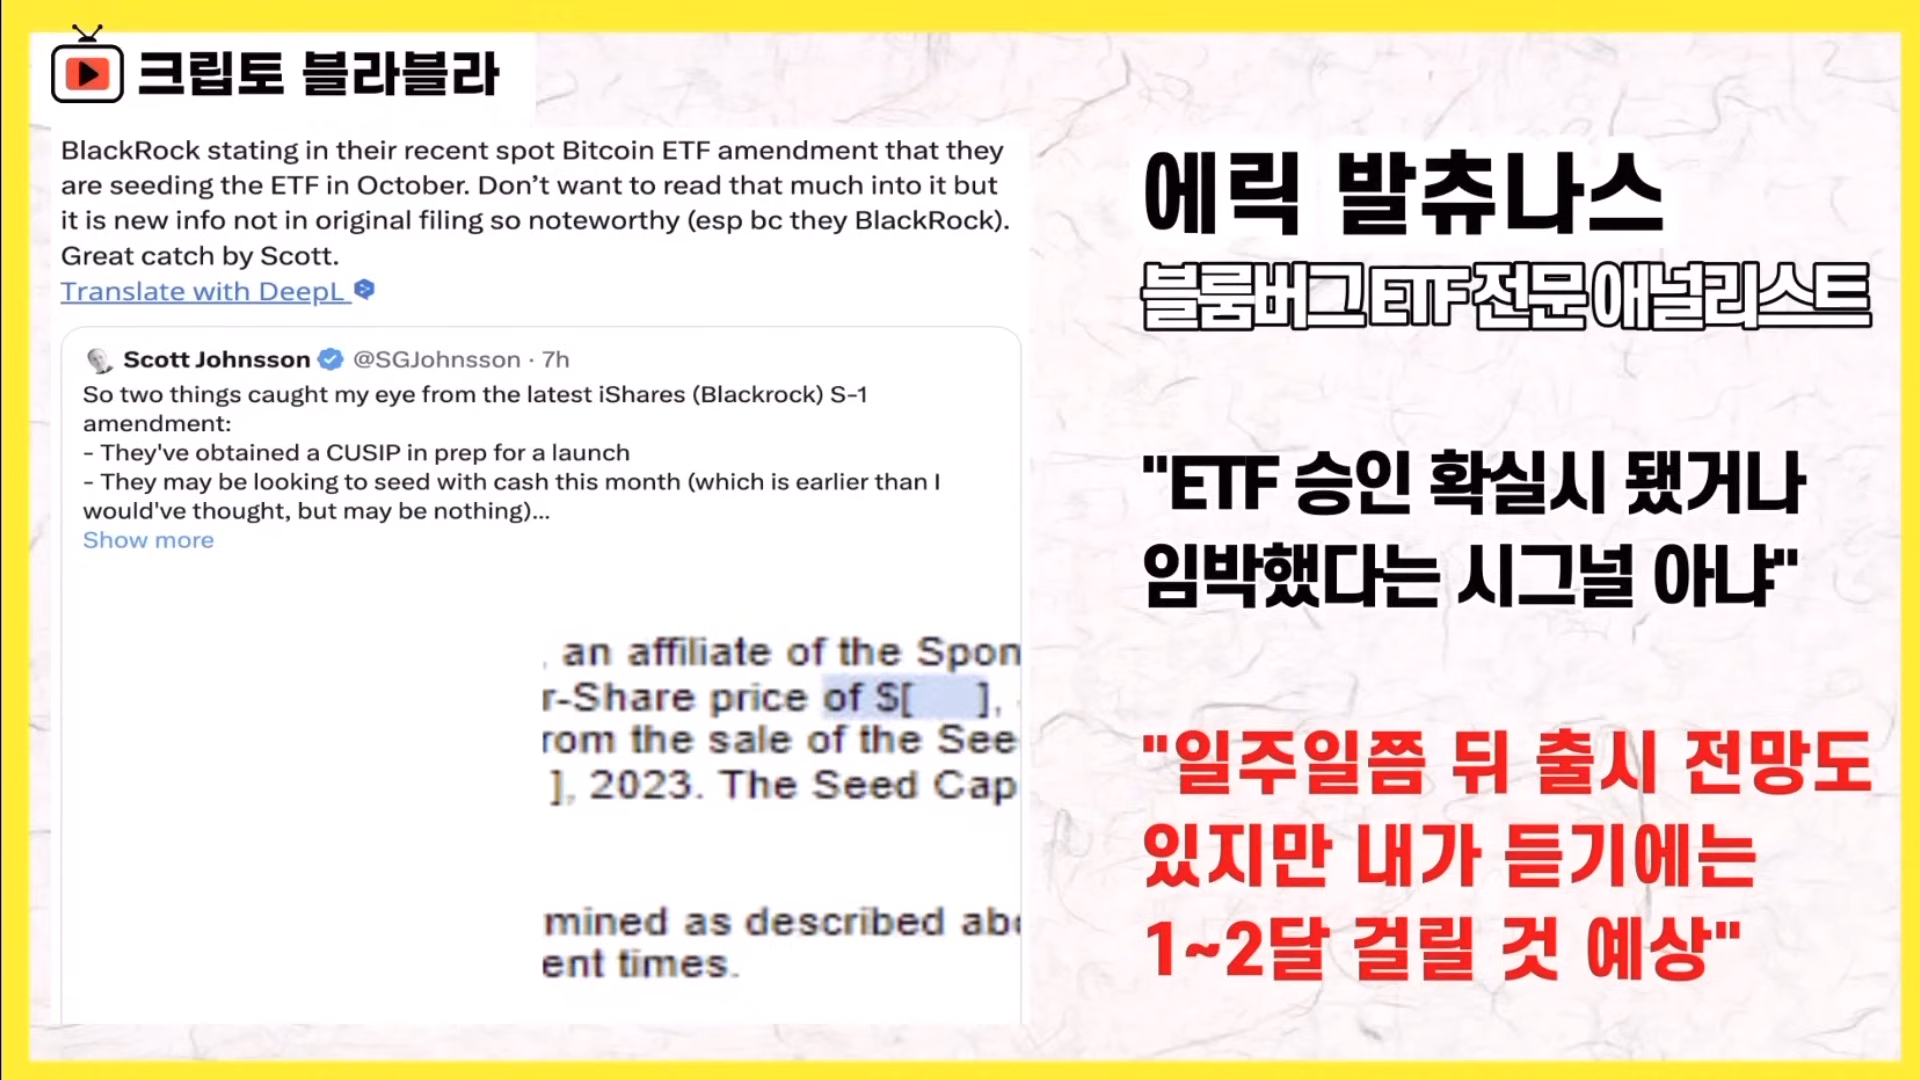 크립토 블라블라
BlackRock stating in their recent spot Bitcoin ETF amendment that they
are seeding the ETF in October. Don’t want to read that much into it but
it is new info not in original filing so noteworthy (esp bc they BlackRock).
Great catch by Scott.
Translate with DeepL
Scott Johnsson @SGJohnsson · 7h
So two things caught my eye from the latest iShares (Blackrock) S-1
amendment:
- They've obtained a CUSIP in prep for a launch
- They may be looking to seed with cash this month (which is earlier than I
would've thought, but may be nothing)...
Show more
, an affiliate of the Spon
r-Share price of $[ ],
rom the sale of the See
], 2023. The Seed Cap
mined as described abo
ent times.
에릭 발츄나스
블룸버그 ETF 전문 애널리스트
"ETF 승인 확실시 됐거나
임박했다는 시그널 아냐"
"일주일쯤 뒤 출시 전망도
있지만 내가 듣기에는
1~2달 걸릴 것 예상"